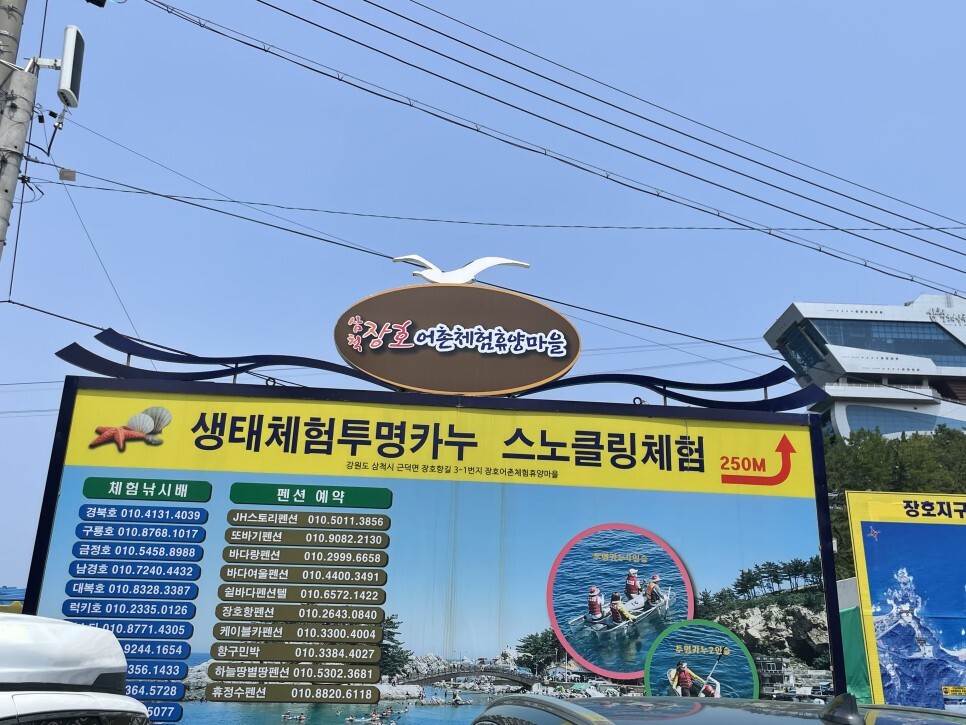 삼척 장호 어촌체험휴양마을
생태체험투명카누 스노클링체험
250M
강원도 삼척시 근덕면 장호항길 3-1번지 장호어촌체험휴양마을
체험낚시배
경북호 010.4131.4039
구룡호 010.8768.1017
금정호 010.5458.8988
남경호 010.7240.4432
대복호 010.8328.3387
럭키호 010.2335.0126
010.8771.4305
9244.1654
356.1433
364.5728
5077
펜션 예약
JH스토리펜션 010.5011.3856
또바기펜션 010.9082.2130
바다랑펜션 010.2999.6658
바다여울펜션 010.4400.3491
쉴바다펜션텔 010.6572.1422
장호항펜션 010.2643.0840
케이블카펜션 010.3300.4004
항구민박 010.3384.4027
하늘땅별땅펜션 010.5302.3681
휴정수펜션 010.8820.6118
투명카누4인승
투명카누2인승
장호지구